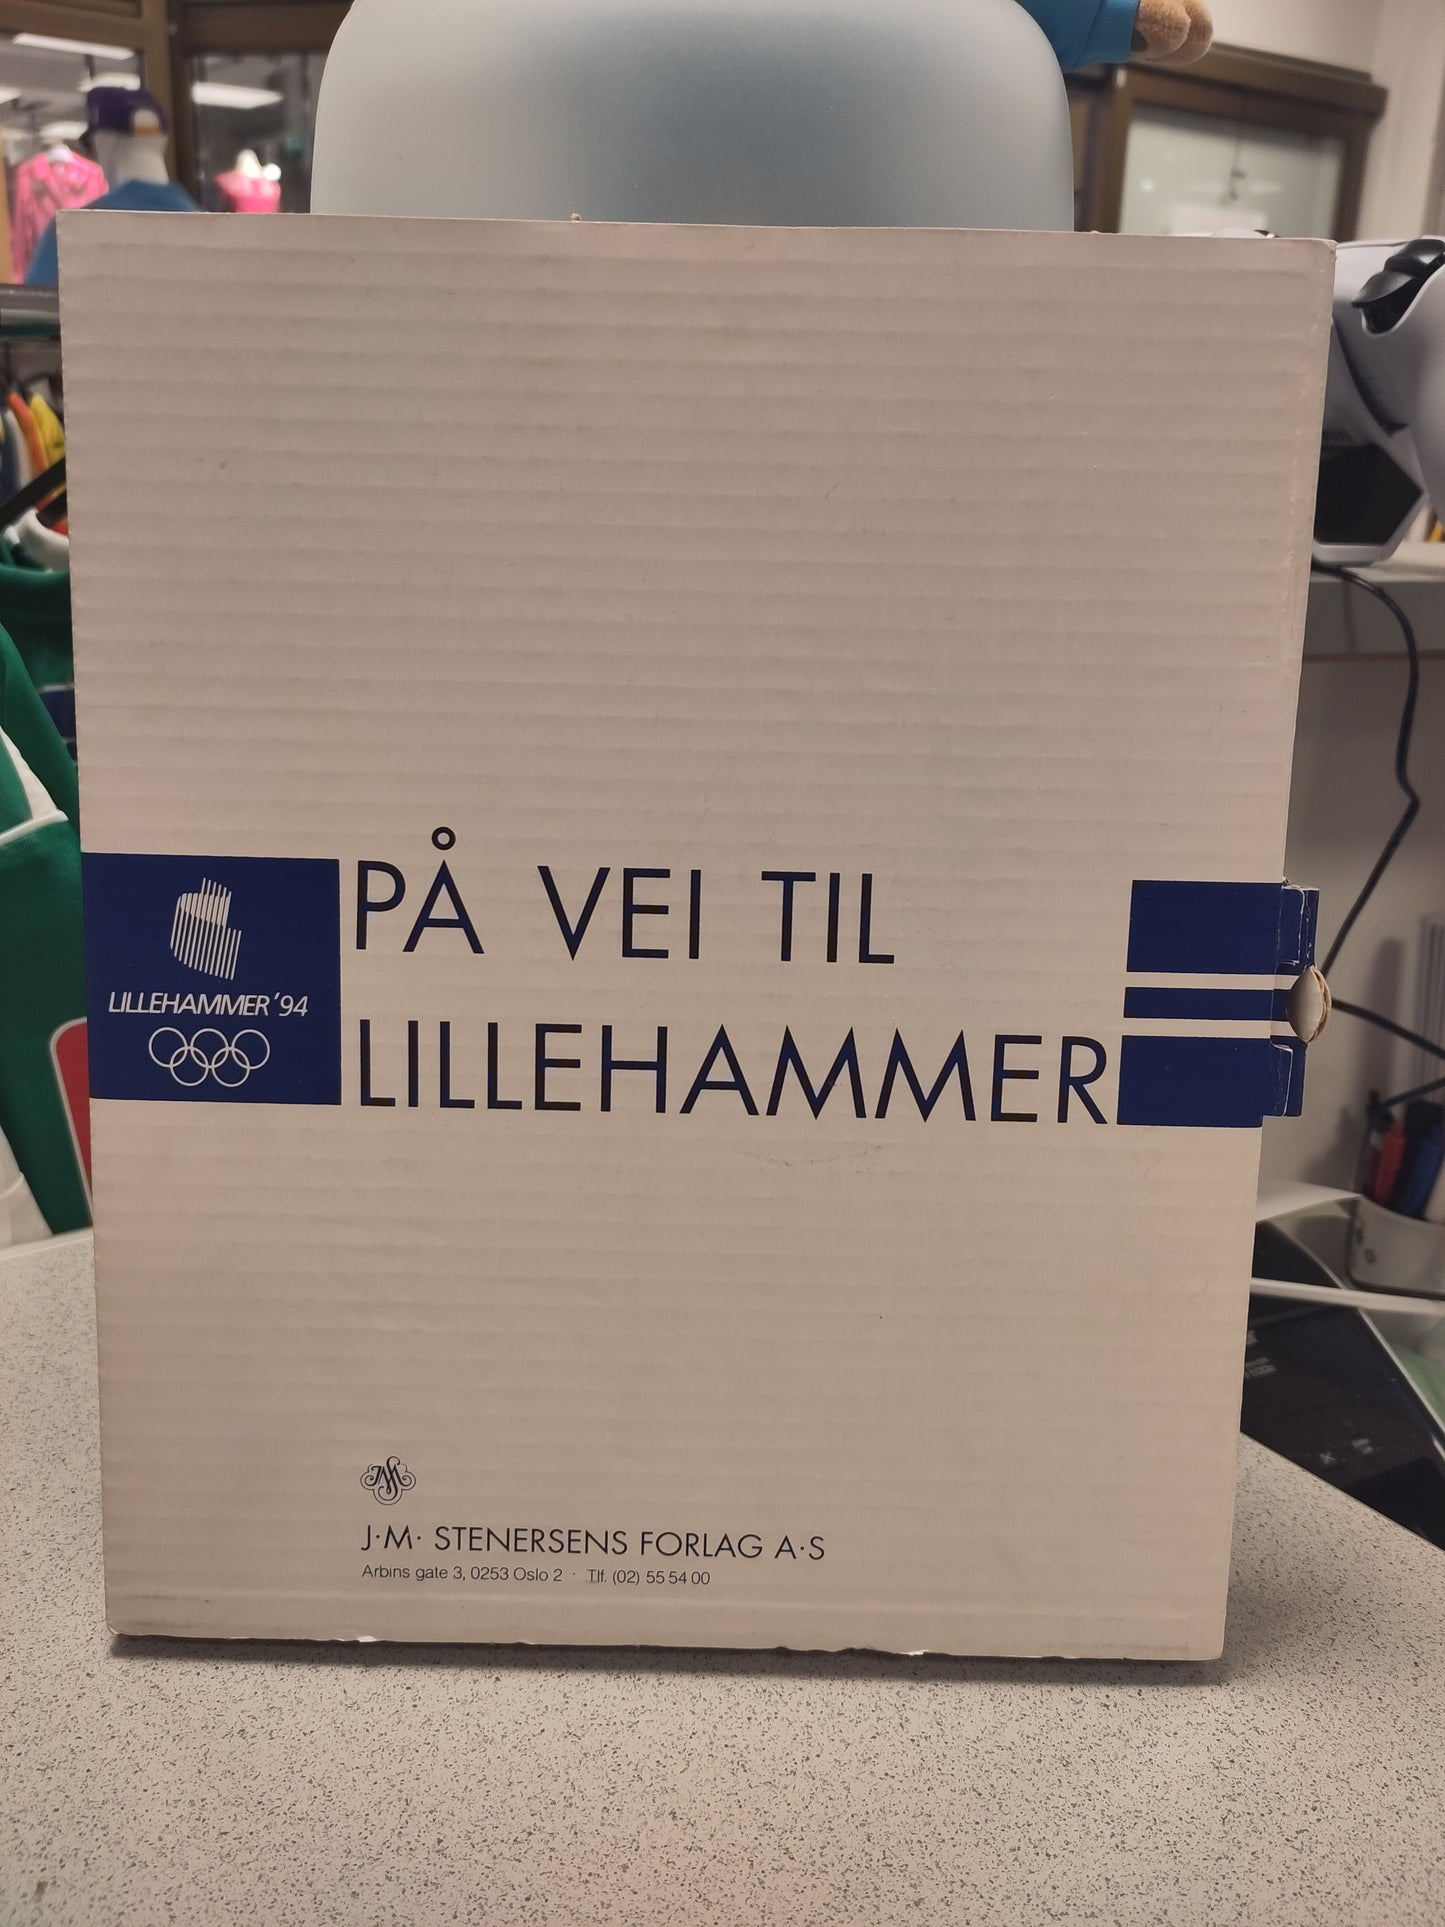 PÅ VEI TIL
LILLEHAMMER
LILLEHAMMER '94
J·M· STENERSENS FORLAG A·S
Arbins gate 3, 0253 Oslo 2 · Tlf. (02) 55 54 00